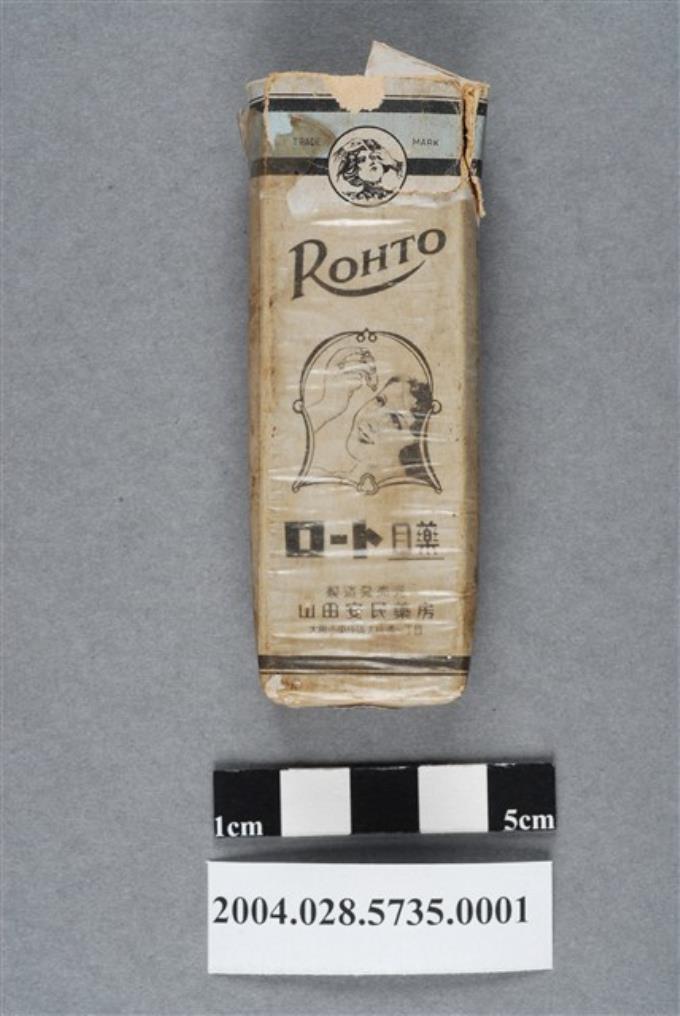 TRADE MARK
ROHTO
ロート目薬
製造発売元
山田安民薬房
1cm 5cm
2004.028.5735.0001